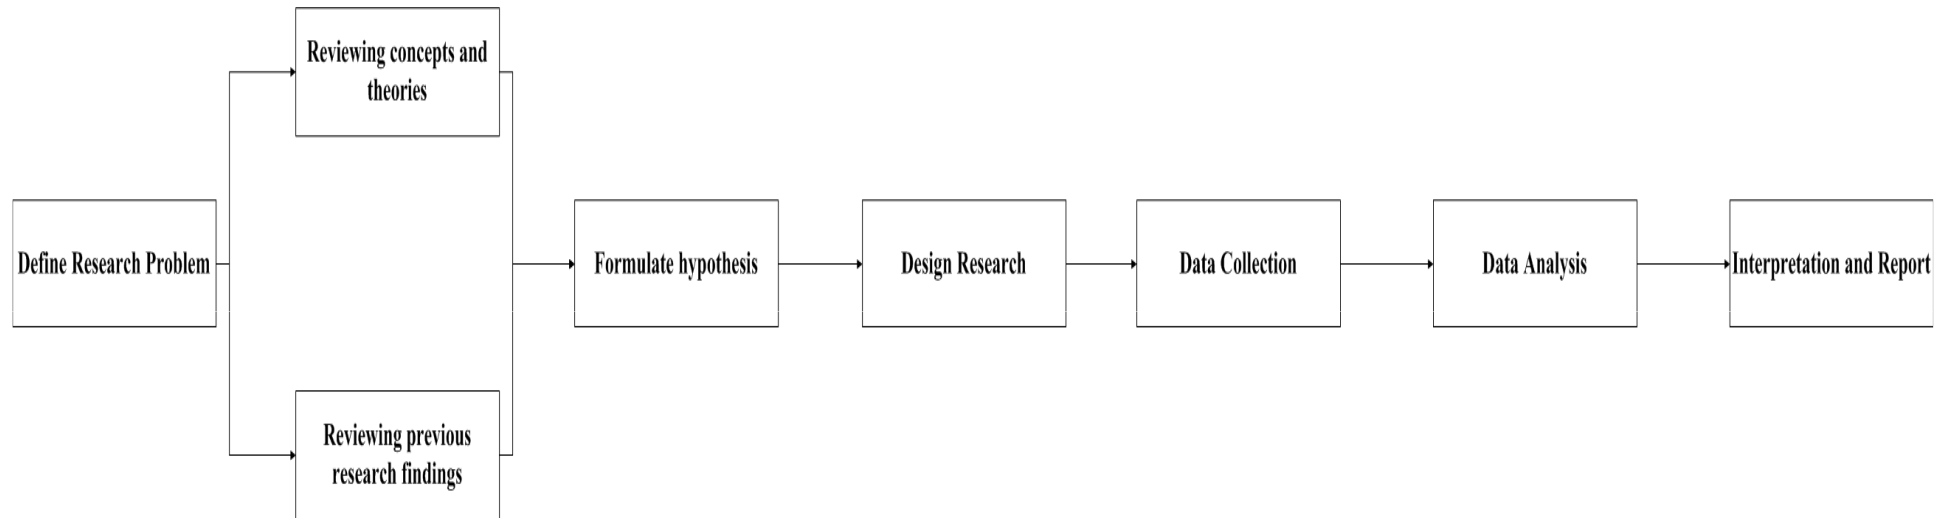 Define Research Problem
Reviewing concepts and
theories
Reviewing previous
research findings
Formulate hypothesis
Design Research
Data Collection
Data Analysis
Interpretation and Report